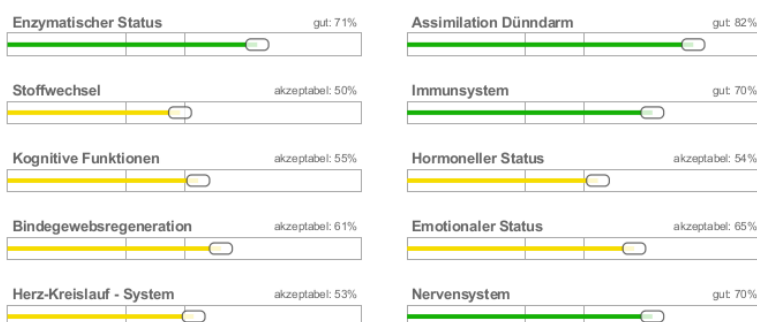 Enzymatischer Status gut: 71%
Assimilation Dünndarm gut: 82%
Stoffwechsel akzeptabel: 50%
Immunsystem gut: 70%
Kognitive Funktionen akzeptabel: 55%
Hormoneller Status akzeptabel: 54%
Bindegewebsregeneration akzeptabel: 61%
Emotionaler Status akzeptabel: 65%
Herz-Kreislauf - System akzeptabel: 53%
Nervensystem gut: 70%